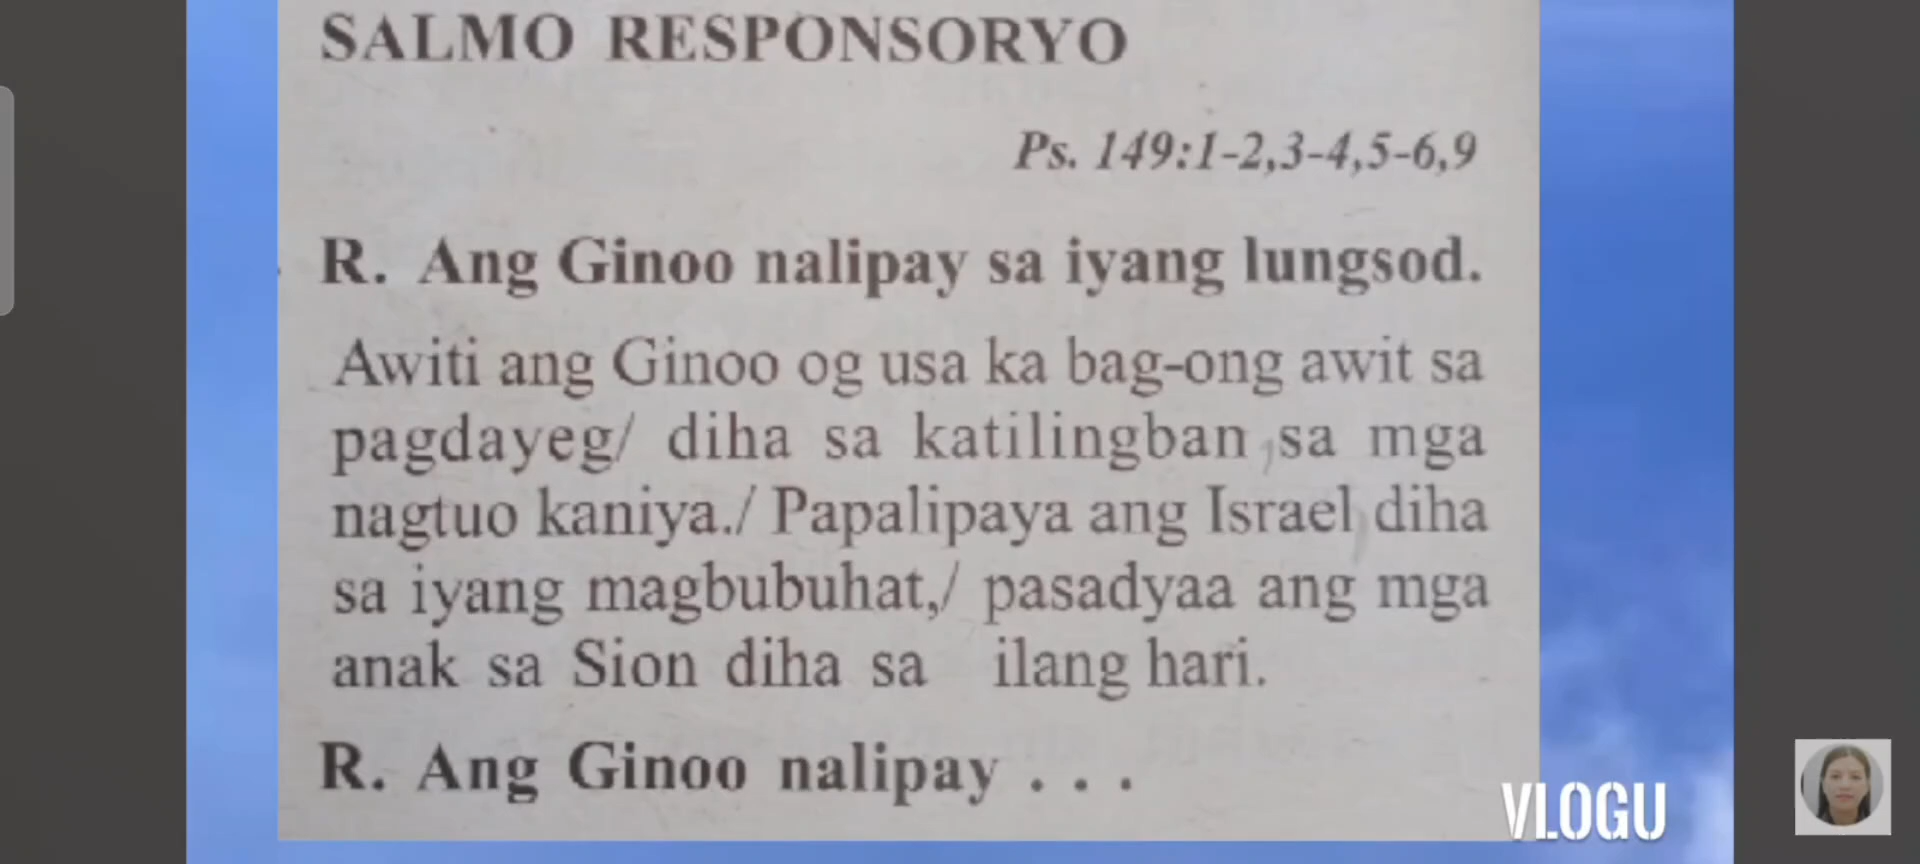 SALMO RESPONSORYO
Ps. 149:1-2,3-4,5-6,9
R. Ang Ginoo nalipay sa iyang lungsod.
Awiti ang Ginoo og usa ka bag-ong awit sa
pagdayeg/ diha sa katilingban, sa mga
nagtuo kaniya./ Papalipaya ang Israel diha
sa iyang magbubuhat,/ pasadyaa ang mga
anak sa Sion diha sa ilang hari.
R. Ang Ginoo nalipay . . .
VLOGU